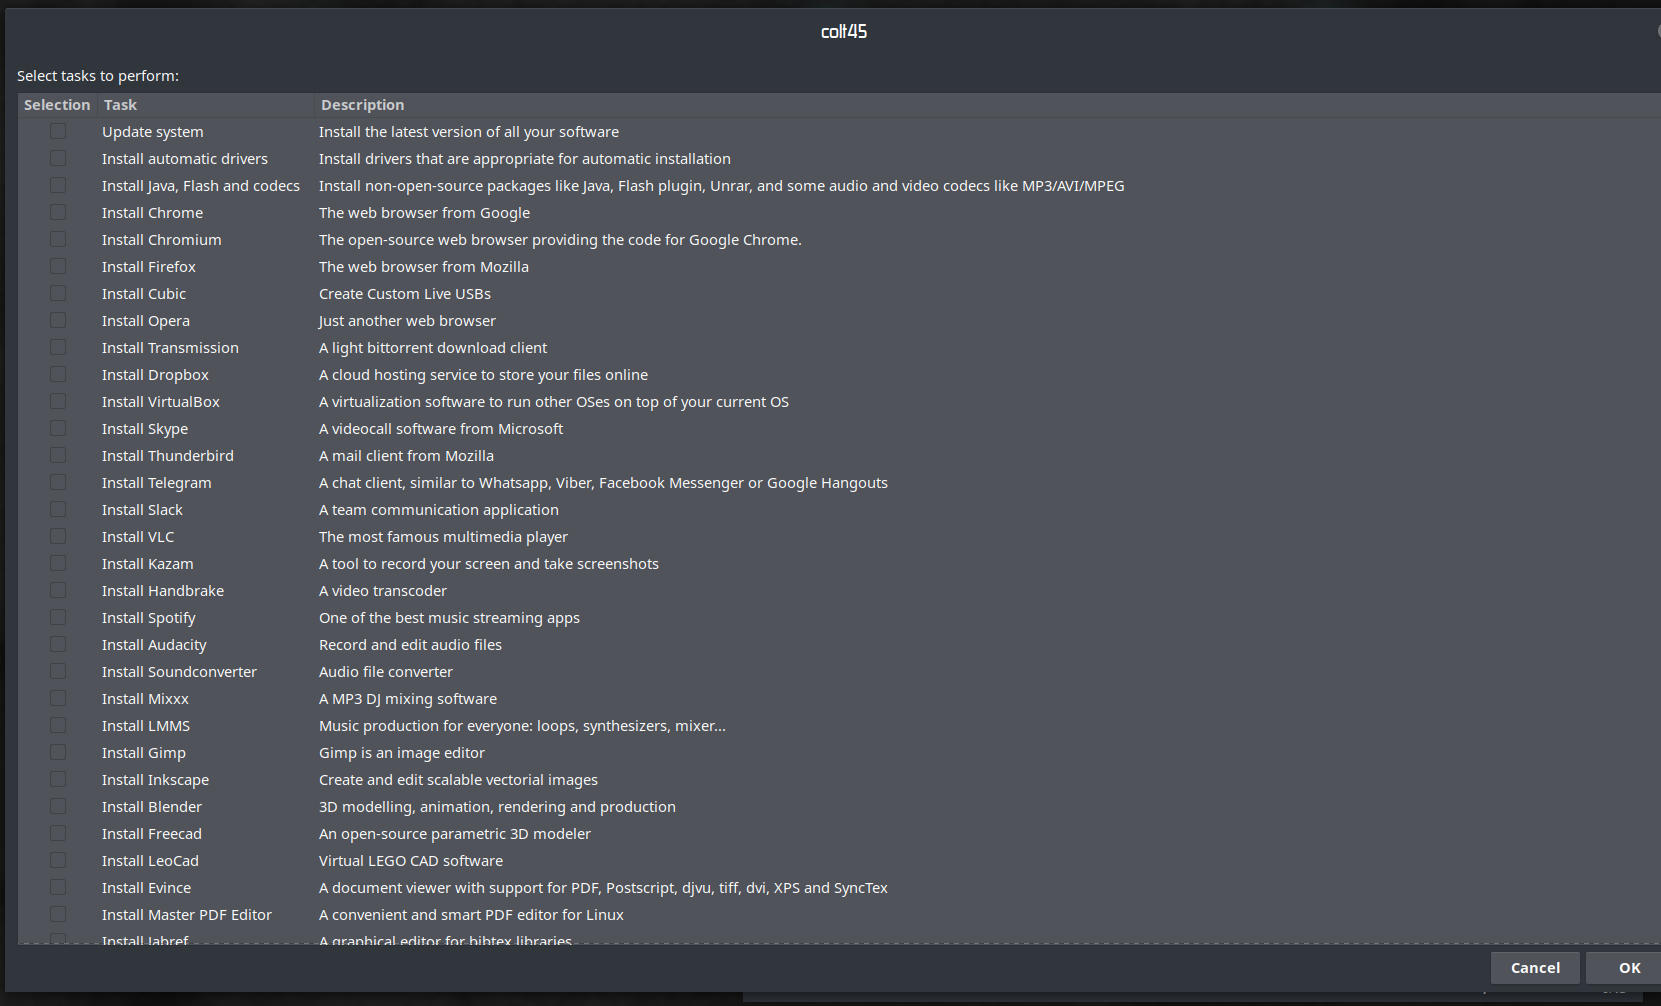 colt45
Select tasks to perform:
Selection Task Description
Update system Install the latest version of all your software
Install automatic drivers Install drivers that are appropriate for automatic installation
Install Java, Flash and codecs Install non-open-source packages like Java, Flash plugin, Unrar, and some audio and video codecs like MP3/AVI/MPEG
Install Chrome The web browser from Google
Install Chromium The open-source web browser providing the code for Google Chrome.
Install Firefox The web browser from Mozilla
Install Cubic Create Custom Live USBs
Install Opera Just another web browser
Install Transmission A light bittorrent download client
Install Dropbox A cloud hosting service to store your files online
Install VirtualBox A virtualization software to run other OSes on top of your current OS
Install Skype A videocall software from Microsoft
Install Thunderbird A mail client from Mozilla
Install Telegram A chat client, similar to Whatsapp, Viber, Facebook Messenger or Google Hangouts
Install Slack A team communication application
Install VLC The most famous multimedia player
Install Kazam A tool to record your screen and take screenshots
Install Handbrake A video transcoder
Install Spotify One of the best music streaming apps
Install Audacity Record and edit audio files
Install Soundconverter Audio file converter
Install Mixxx A MP3 DJ mixing software
Install LMMS Music production for everyone: loops, synthesizers, mixer...
Install Gimp Gimp is an image editor
Install Inkscape Create and edit scalable vectorial images
Install Blender 3D modelling, animation, rendering and production
Install Freecad An open-source parametric 3D modeler
Install LeoCad Virtual LEGO CAD software
Install Evince A document viewer with support for PDF, Postscript, djvu, tiff, dvi, XPS and SyncTex
Install Master PDF Editor A convenient and smart PDF editor for Linux
Install Jabref A graphical editor for bibtex libraries
Cancel OK